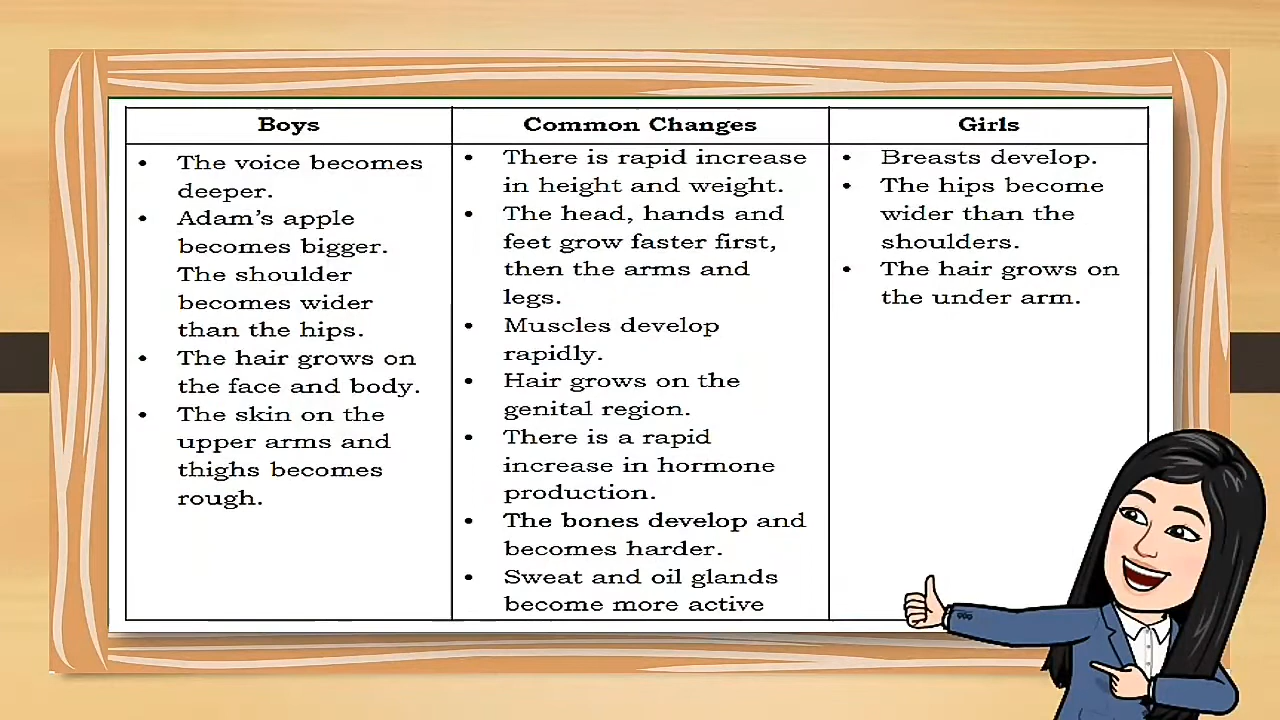 Boys
• The voice becomes
deeper.
• Adam's apple
becomes bigger.
The shoulder
becomes wider
than the hips.
• The hair grows on
the face and body.
• The skin on the
upper arms and
thighs becomes
rough.
Common Changes
• There is rapid increase
in height and weight.
• The head, hands and
feet grow faster first,
then the arms and
legs.
• Muscles develop
rapidly.
• Hair grows on the
genital region.
• There is a rapid
increase in hormone
production.
• The bones develop and
becomes harder.
• Sweat and oil glands
become more active
Girls
• Breasts develop.
• The hips become
wider than the
shoulders.
• The hair grows on
the under arm.